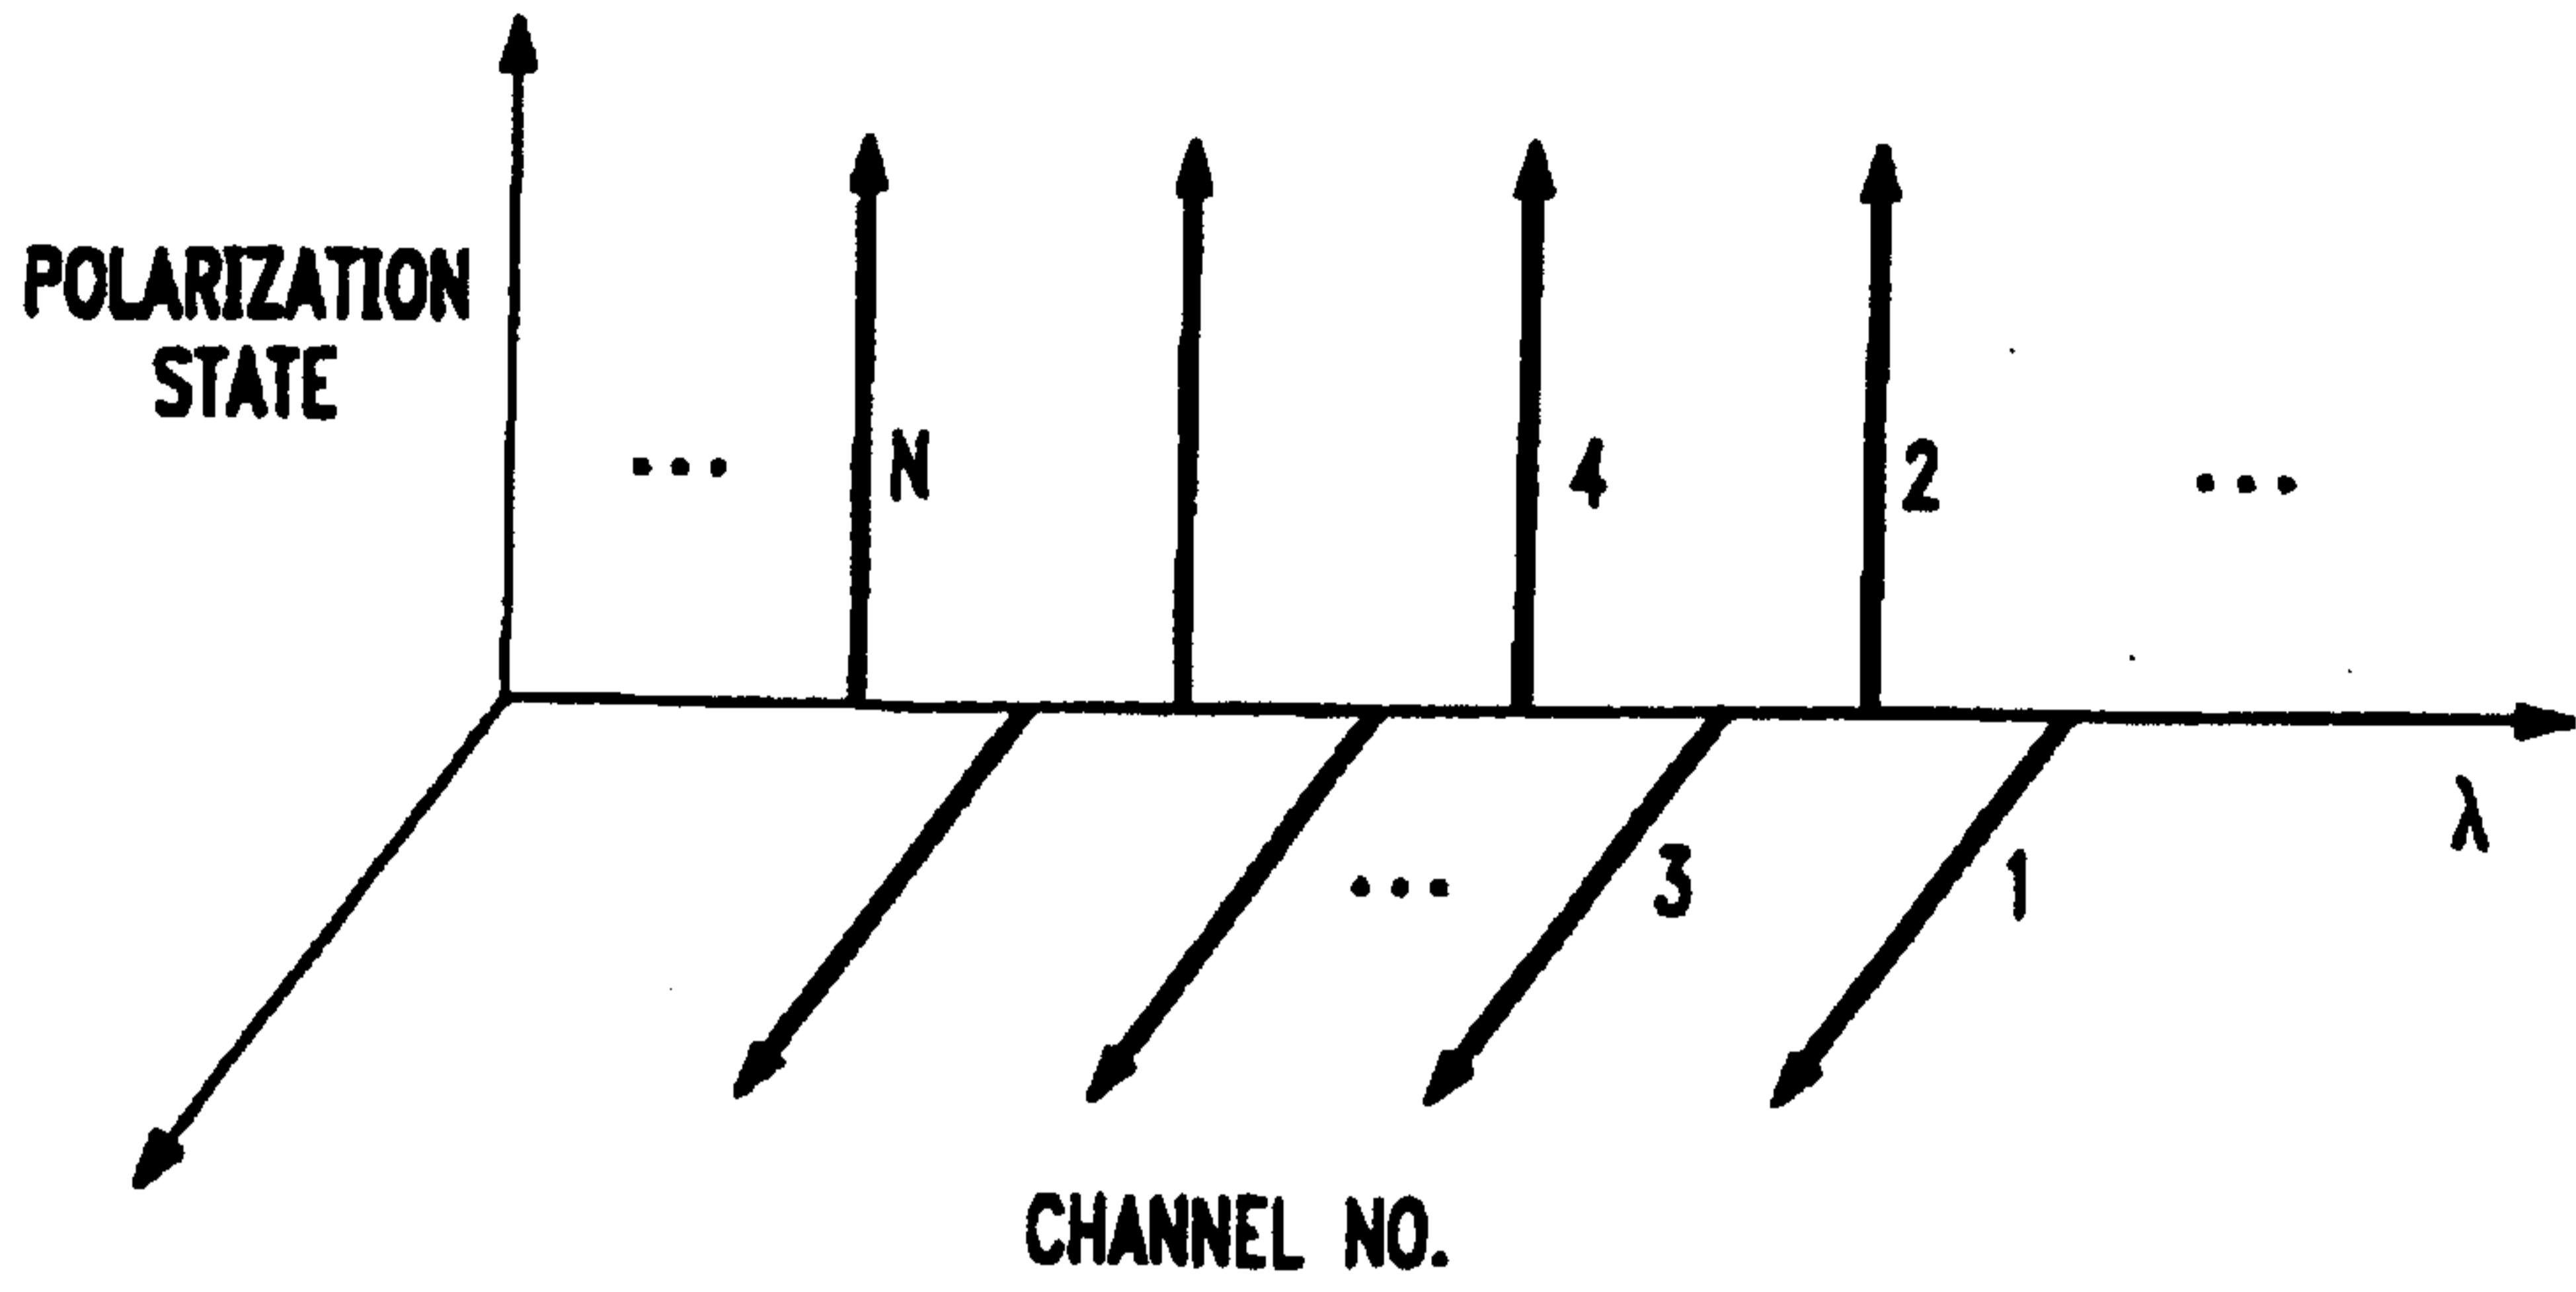 POLARIZATION
STATE
... N 4 2 ...
... 3 1
λ
CHANNEL NO.